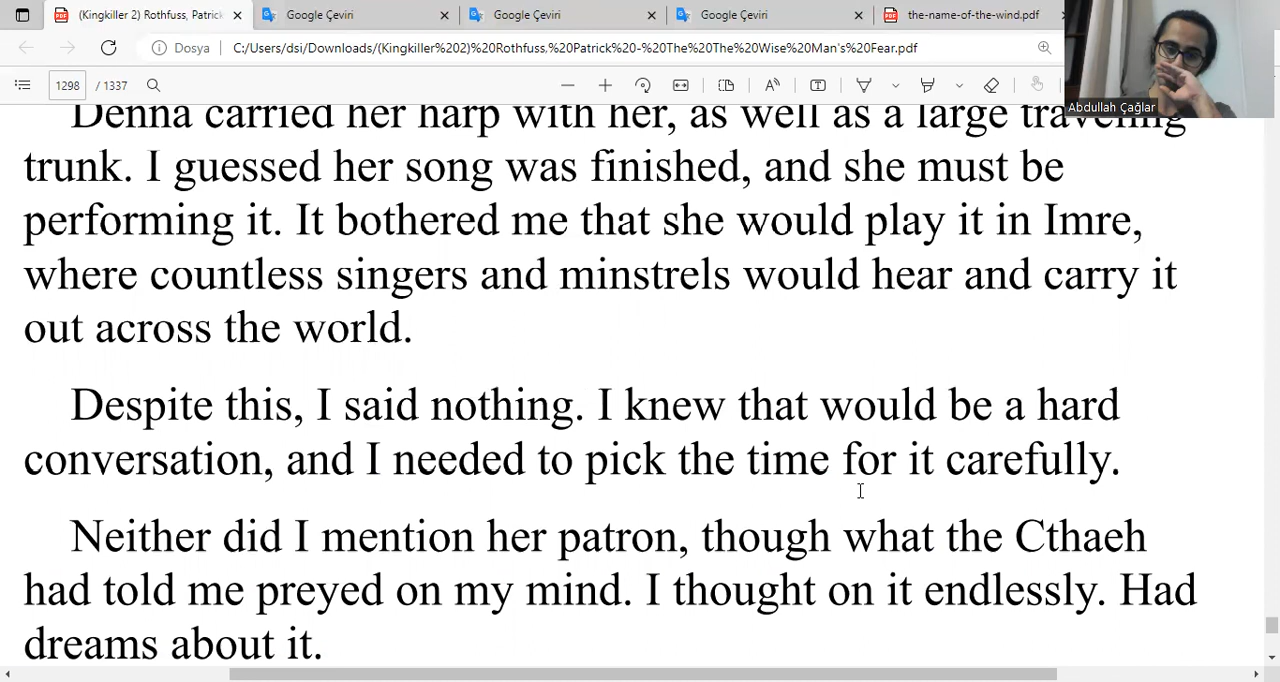 (Kingkiller 2) Rothfuss, Patrick
Google Çeviri
Google Çeviri
Google Çeviri
the-name-of-the-wind.pdf
Dosya
C:/Users/dsi/Downloads/(Kingkiller%202)%20Rothfuss,%20Patrick%20-%20The%20The%20Wise%20Man's%20Fear.pdf
1298 / 1337
Abdullah Çağlar
Denna carried her harp with her, as well as a large traveling
trunk. I guessed her song was finished, and she must be
performing it. It bothered me that she would play it in Imre,
where countless singers and minstrels would hear and carry it
out across the world.
Despite this, I said nothing. I knew that would be a hard
conversation, and I needed to pick the time for it carefully.
Neither did I mention her patron, though what the Cthaeh
had told me preyed on my mind. I thought on it endlessly. Had
dreams about it.